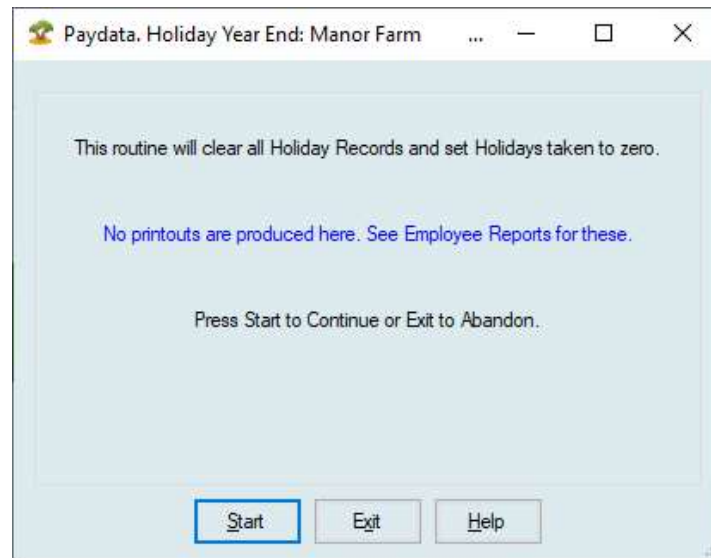 Paydata. Holiday Year End: Manor Farm ...
This routine will clear all Holiday Records and set Holidays taken to zero.
No printouts are produced here. See Employee Reports for these.
Press Start to Continue or Exit to Abandon.
Start Exit Help